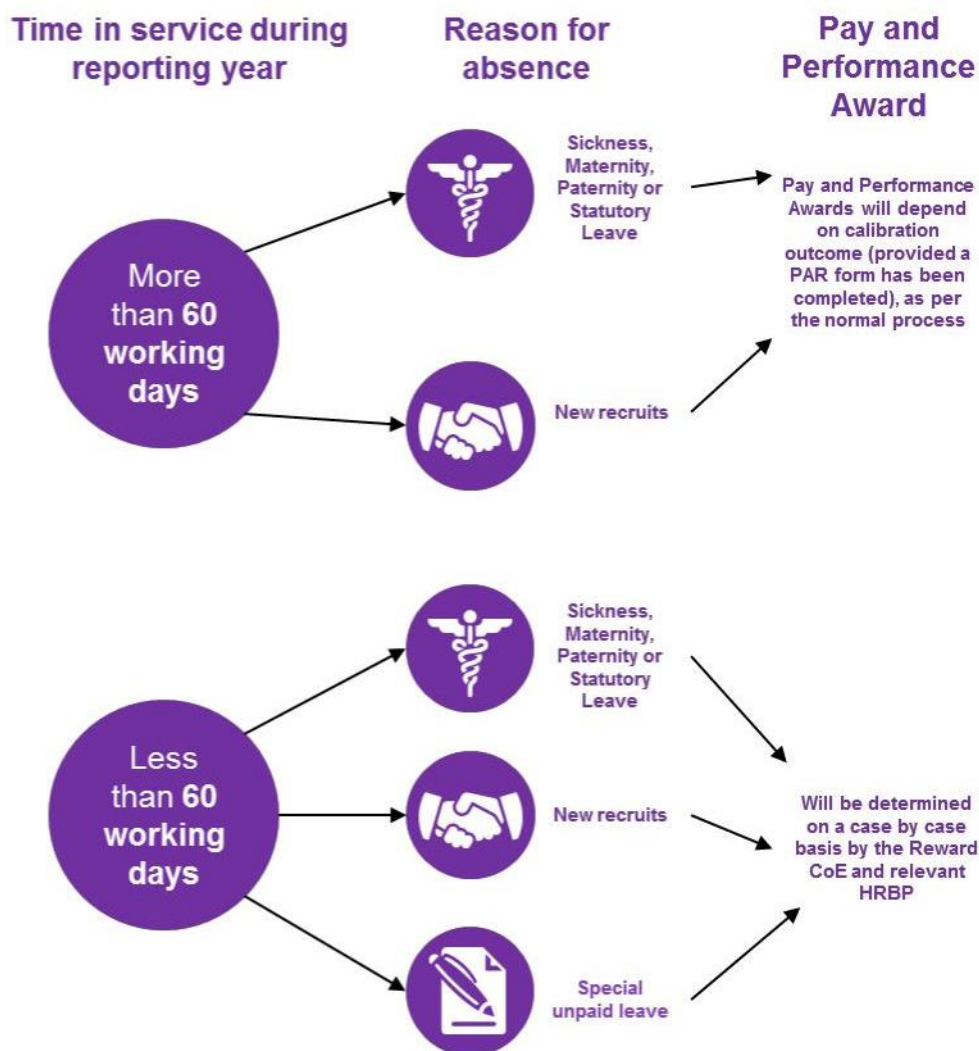 Time in service during
reporting year
Reason for
absence
Pay and
Performance
Award
More
than 60
working
days
Sickness,
Maternity,
Paternity or
Statutory
Leave
New recruits
Pay and Performance
Awards will depend
on calibration
outcome (provided a
PAR form has been
completed), as per
the normal process
Less
than 60
working
days
Sickness,
Maternity,
Paternity or
Statutory
Leave
New recruits
Special
unpaid leave
Will be determined
on a case by case
basis by the Reward
CoE and relevant
HRBP